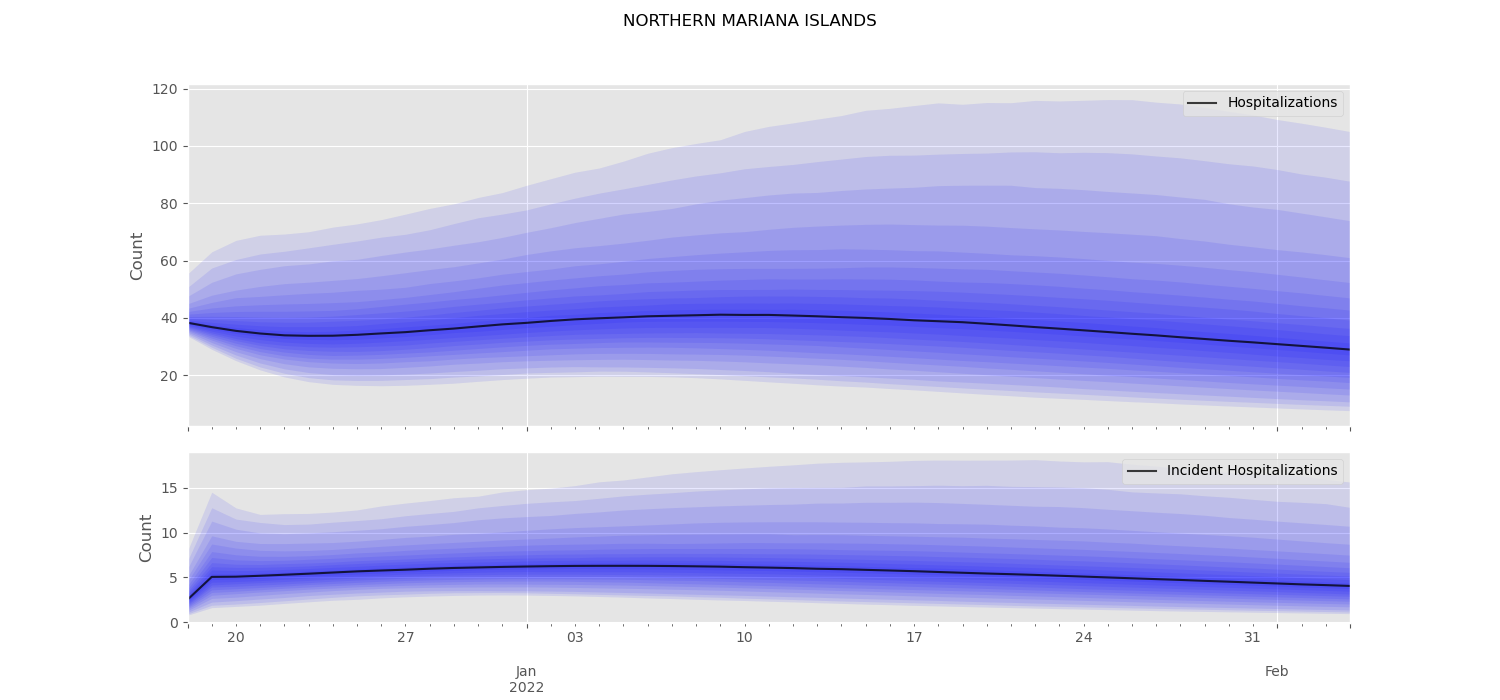 NORTHERN MARIANA ISLANDS
Hospitalizations
Count
120
100
80
60
40
20
Incident Hospitalizations
Count
15
10
5
0
20 27 03 10 17 24 31
Jan Feb
2022